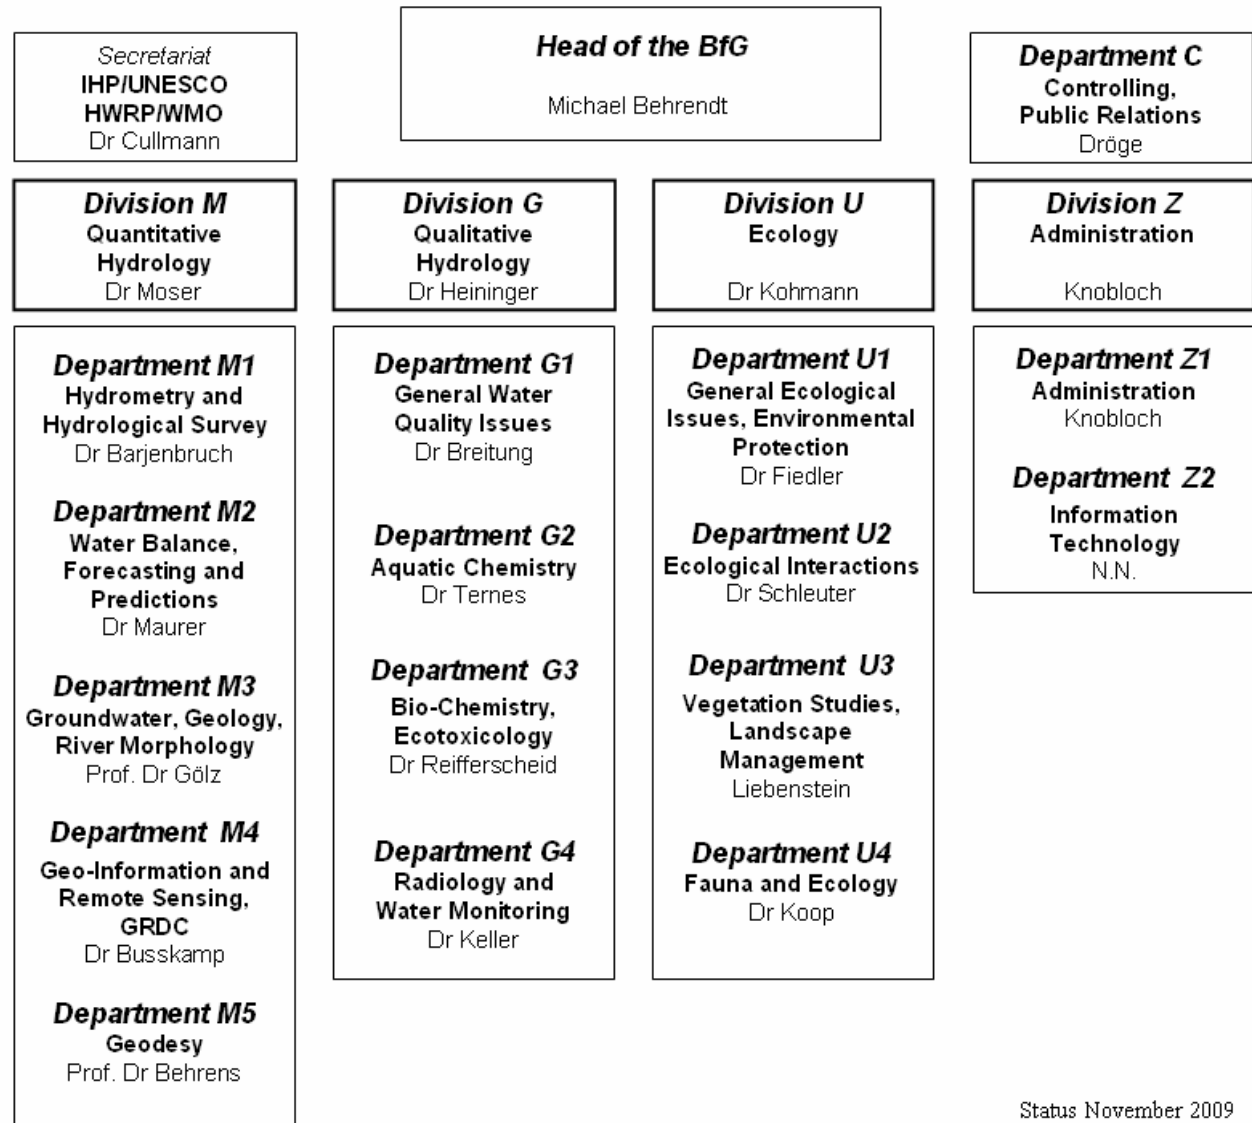 Secretariat
IHP/UNESCO
HWRP/WMO
Dr Cullmann
Head of the BfG
Michael Behrendt
Department C
Controlling,
Public Relations
Dröge
Division M
Quantitative
Hydrology
Dr Moser
Division G
Qualitative
Hydrology
Dr Heininger
Division U
Ecology
Dr Kohmann
Division Z
Administration
Knobloch
Department M1
Hydrometry and
Hydrological Survey
Dr Barjenbruch
Department M2
Water Balance,
Forecasting and
Predictions
Dr Maurer
Department M3
Groundwater, Geology,
River Morphology
Prof. Dr Gölz
Department M4
Geo-Information and
Remote Sensing,
GRDC
Dr Busskamp
Department M5
Geodesy
Prof. Dr Behrens
Department G1
General Water
Quality Issues
Dr Breitung
Department G2
Aquatic Chemistry
Dr Ternes
Department G3
Bio-Chemistry,
Ecotoxicology
Dr Reifferscheid
Department G4
Radiology and
Water Monitoring
Dr Keller
Department U1
General Ecological
Issues, Environmental
Protection
Dr Fiedler
Department U2
Ecological Interactions
Dr Schleuter
Department U3
Vegetation Studies,
Landscape
Management
Liebenstein
Department U4
Fauna and Ecology
Dr Koop
Department Z1
Administration
Knobloch
Department Z2
Information
Technology
N.N.
Status November 2009